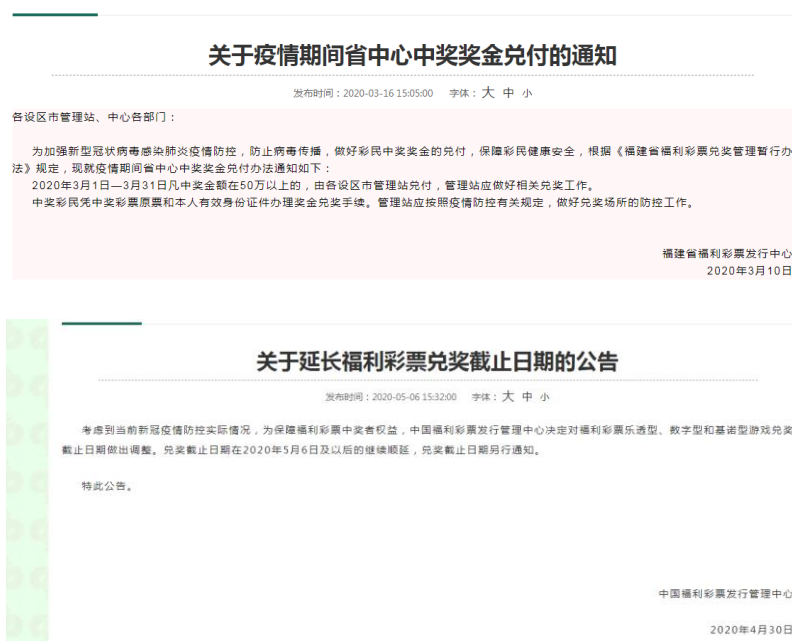 关于疫情期间省中心中奖奖金兑付的通知
发布时间：2020-03-16 15:05:00 字体：大 中 小
各设区市管理站、中心各部门：
为加强新型冠状病毒感染肺炎疫情防控，防止病毒传播，做好彩民中奖奖金的兑付，保障彩民健康安全，根据《福建省福利彩票兑奖管理暂行办
法》规定，现就疫情期间省中心中奖奖金兑付办法通知如下：
2020年3月1日—3月31日凡中奖金额在50万以上的，由各设区市管理站兑付，管理站应做好相关兑奖工作。
中奖彩民凭中奖彩票原票和本人有效身份证件办理奖金兑奖手续。管理站应按照疫情防控有关规定，做好兑奖场所的防控工作。
福建省福利彩票发行中心
2020年3月10日
关于延长福利彩票兑奖截止日期的公告
发布时间：2020-05-06 15:32:00 字体：大 中 小
考虑到当前新冠疫情防控实际情况，为保障福利彩票中奖者权益，中国福利彩票发行管理中心决定对福利彩票乐透型、数字型和基诺型游戏兑奖
截止日期做出调整。兑奖截止日期在2020年5月6日及以后的继续顺延，兑奖截止日期另行通知。
特此公告。
中国福利彩票发行管理中心
2020年4月30日